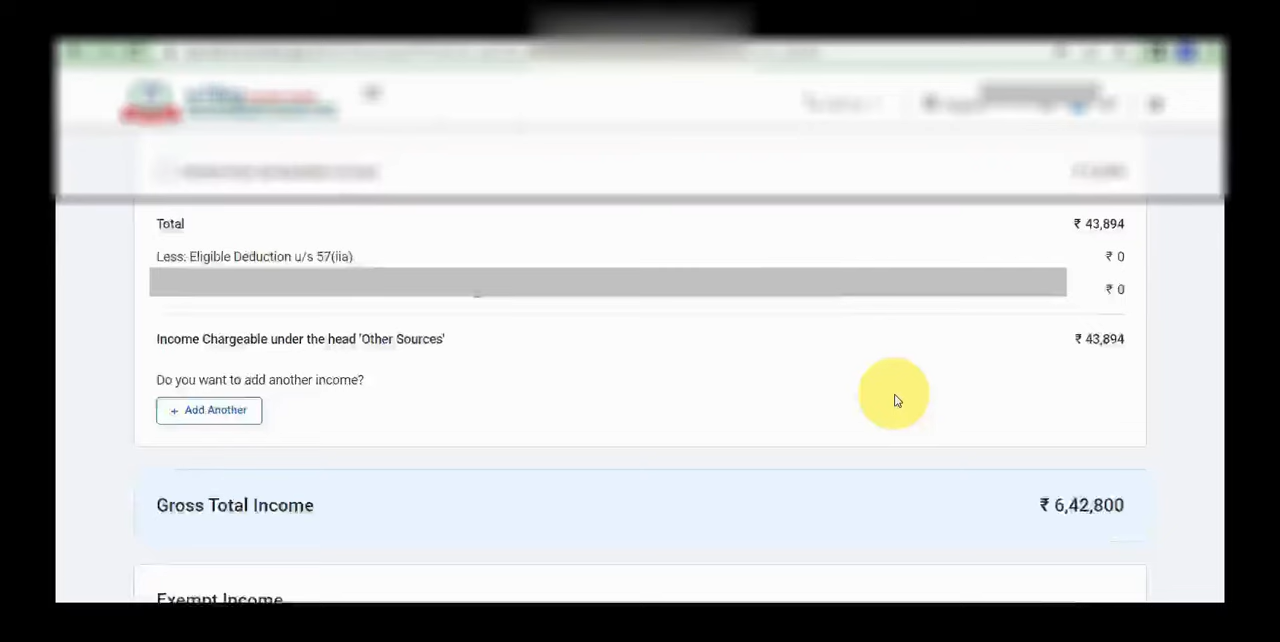 Total ₹ 43,894
Less: Eligible Deduction u/s 57(iia) ₹ 0
₹ 0
Income Chargeable under the head 'Other Sources' ₹ 43,894
Do you want to add another income?
+ Add Another
Gross Total Income ₹ 6,42,800
Exempt Income